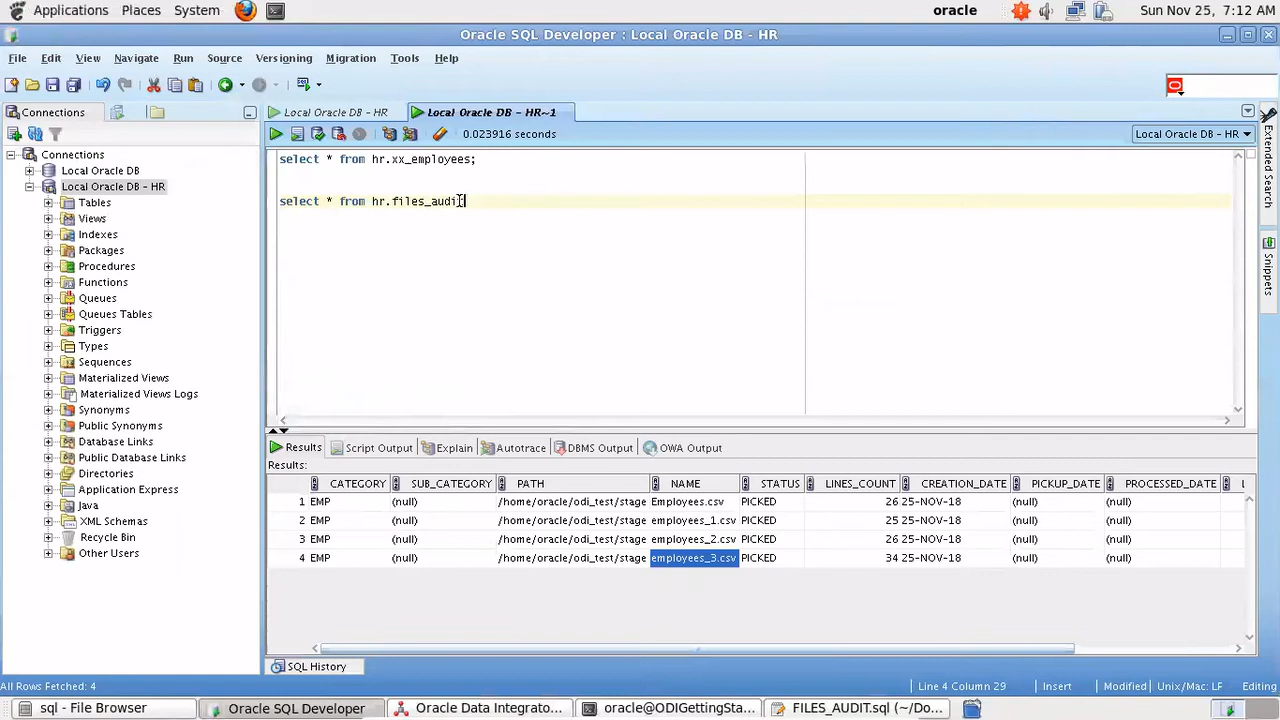 Applications Places System oracle Sun Nov 25, 7:12 AM
Oracle SQL Developer : Local Oracle DB - HR
File Edit View Navigate Run Source Versioning Migration Tools Help
Connections
Local Oracle DB - HR Local Oracle DB - HR~1
0.023916 seconds Local Oracle DB - HR
Connections
Local Oracle DB
Local Oracle DB - HR
Tables
Views
Indexes
Packages
Procedures
Functions
Queues
Queues Tables
Triggers
Types
Sequences
Materialized Views
Materialized Views Logs
Synonyms
Public Synonyms
Database Links
Public Database Links
Directories
Application Express
Java
XML Schemas
Recycle Bin
Other Users
select * from hr.xx_employees;
select * from hr.files_audi
Extended Search
Snippets
Results Script Output Explain Autotrace DBMS Output OWA Output
Results:
CATEGORY SUB_CATEGORY PATH NAME STATUS LINES_COUNT CREATION_DATE PICKUP_DATE PROCESSED_DATE L
1 EMP (null) /home/oracle/odi_test/stage Employees.csv PICKED 26 25-NOV-18 (null) (null)
2 EMP (null) /home/oracle/odi_test/stage employees_1.csv PICKED 25 25-NOV-18 (null) (null)
3 EMP (null) /home/oracle/odi_test/stage employees_2.csv PICKED 26 25-NOV-18 (null) (null)
4 EMP (null) /home/oracle/odi_test/stage employees_3.csv PICKED 34 25-NOV-18 (null) (null)
SQL History
All Rows Fetched: 4 Line 4 Column 29 Insert Modified Unix/Mac: LF Editing
sql - File Browser Oracle SQL Developer Oracle Data Integrato... oracle@ODIGettingSta... FILES_AUDIT.sql (~/Do...